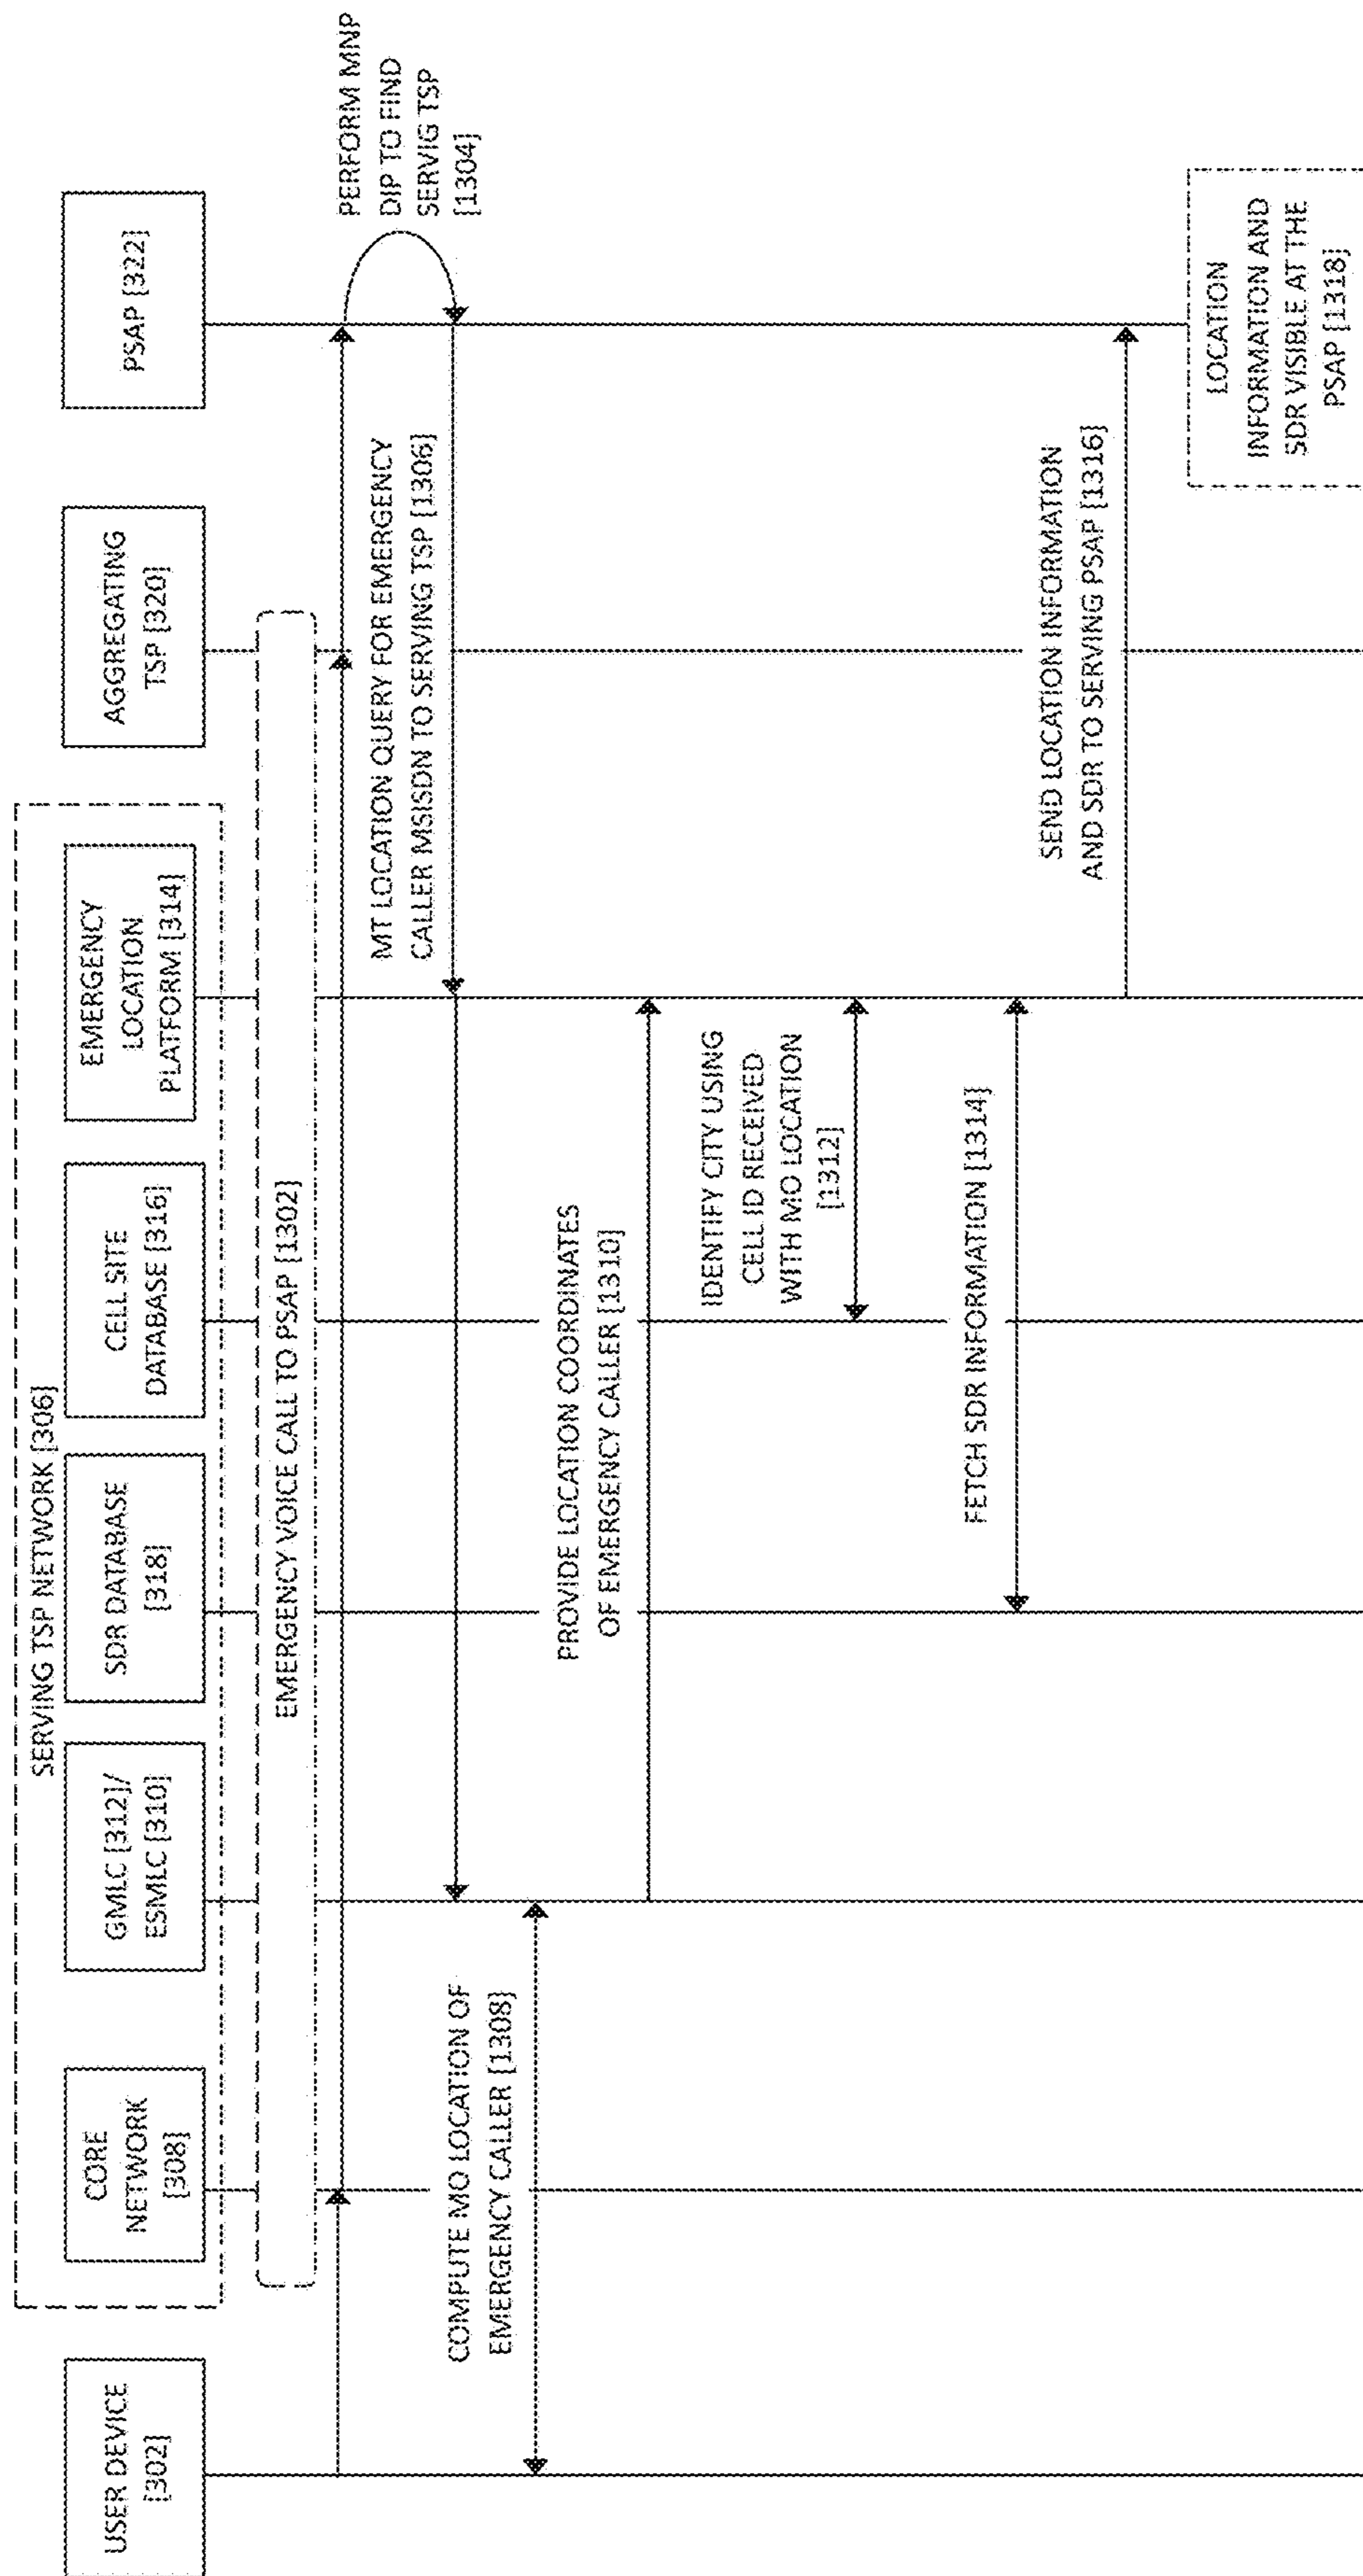 SERVING TSP NETWORK [306]
USER DEVICE
[302]
CORE
NETWORK
[308]
GMLC [312]/
ESMLC [310]
SDR DATABASE
[318]
CELL SITE
DATABASE [316]
EMERGENCY
LOCATION
PLATFORM [314]
AGGREGATING
TSP [320]
PSAP [322]
EMERGENCY VOICE CALL TO PSAP [1302]
PERFORM MNP
DIP TO FIND
SERVIG TSP
[1304]
MT LOCATION QUERY FOR EMERGENCY
CALLER MSISDN TO SERVING TSP [1306]
COMPUTE MO LOCATION OF
EMERGENCY CALLER [1308]
PROVIDE LOCATION COORDINATES
OF EMERGENCY CALLER [1310]
IDENTIFY CITY USING
CELL ID RECEIVED
WITH MO LOCATION
[1312]
FETCH SDR INFORMATION [1314]
SEND LOCATION INFORMATION
AND SDR TO SERVING PSAP [1316]
LOCATION
INFORMATION AND
SDR VISIBLE AT THE
PSAP [1318]